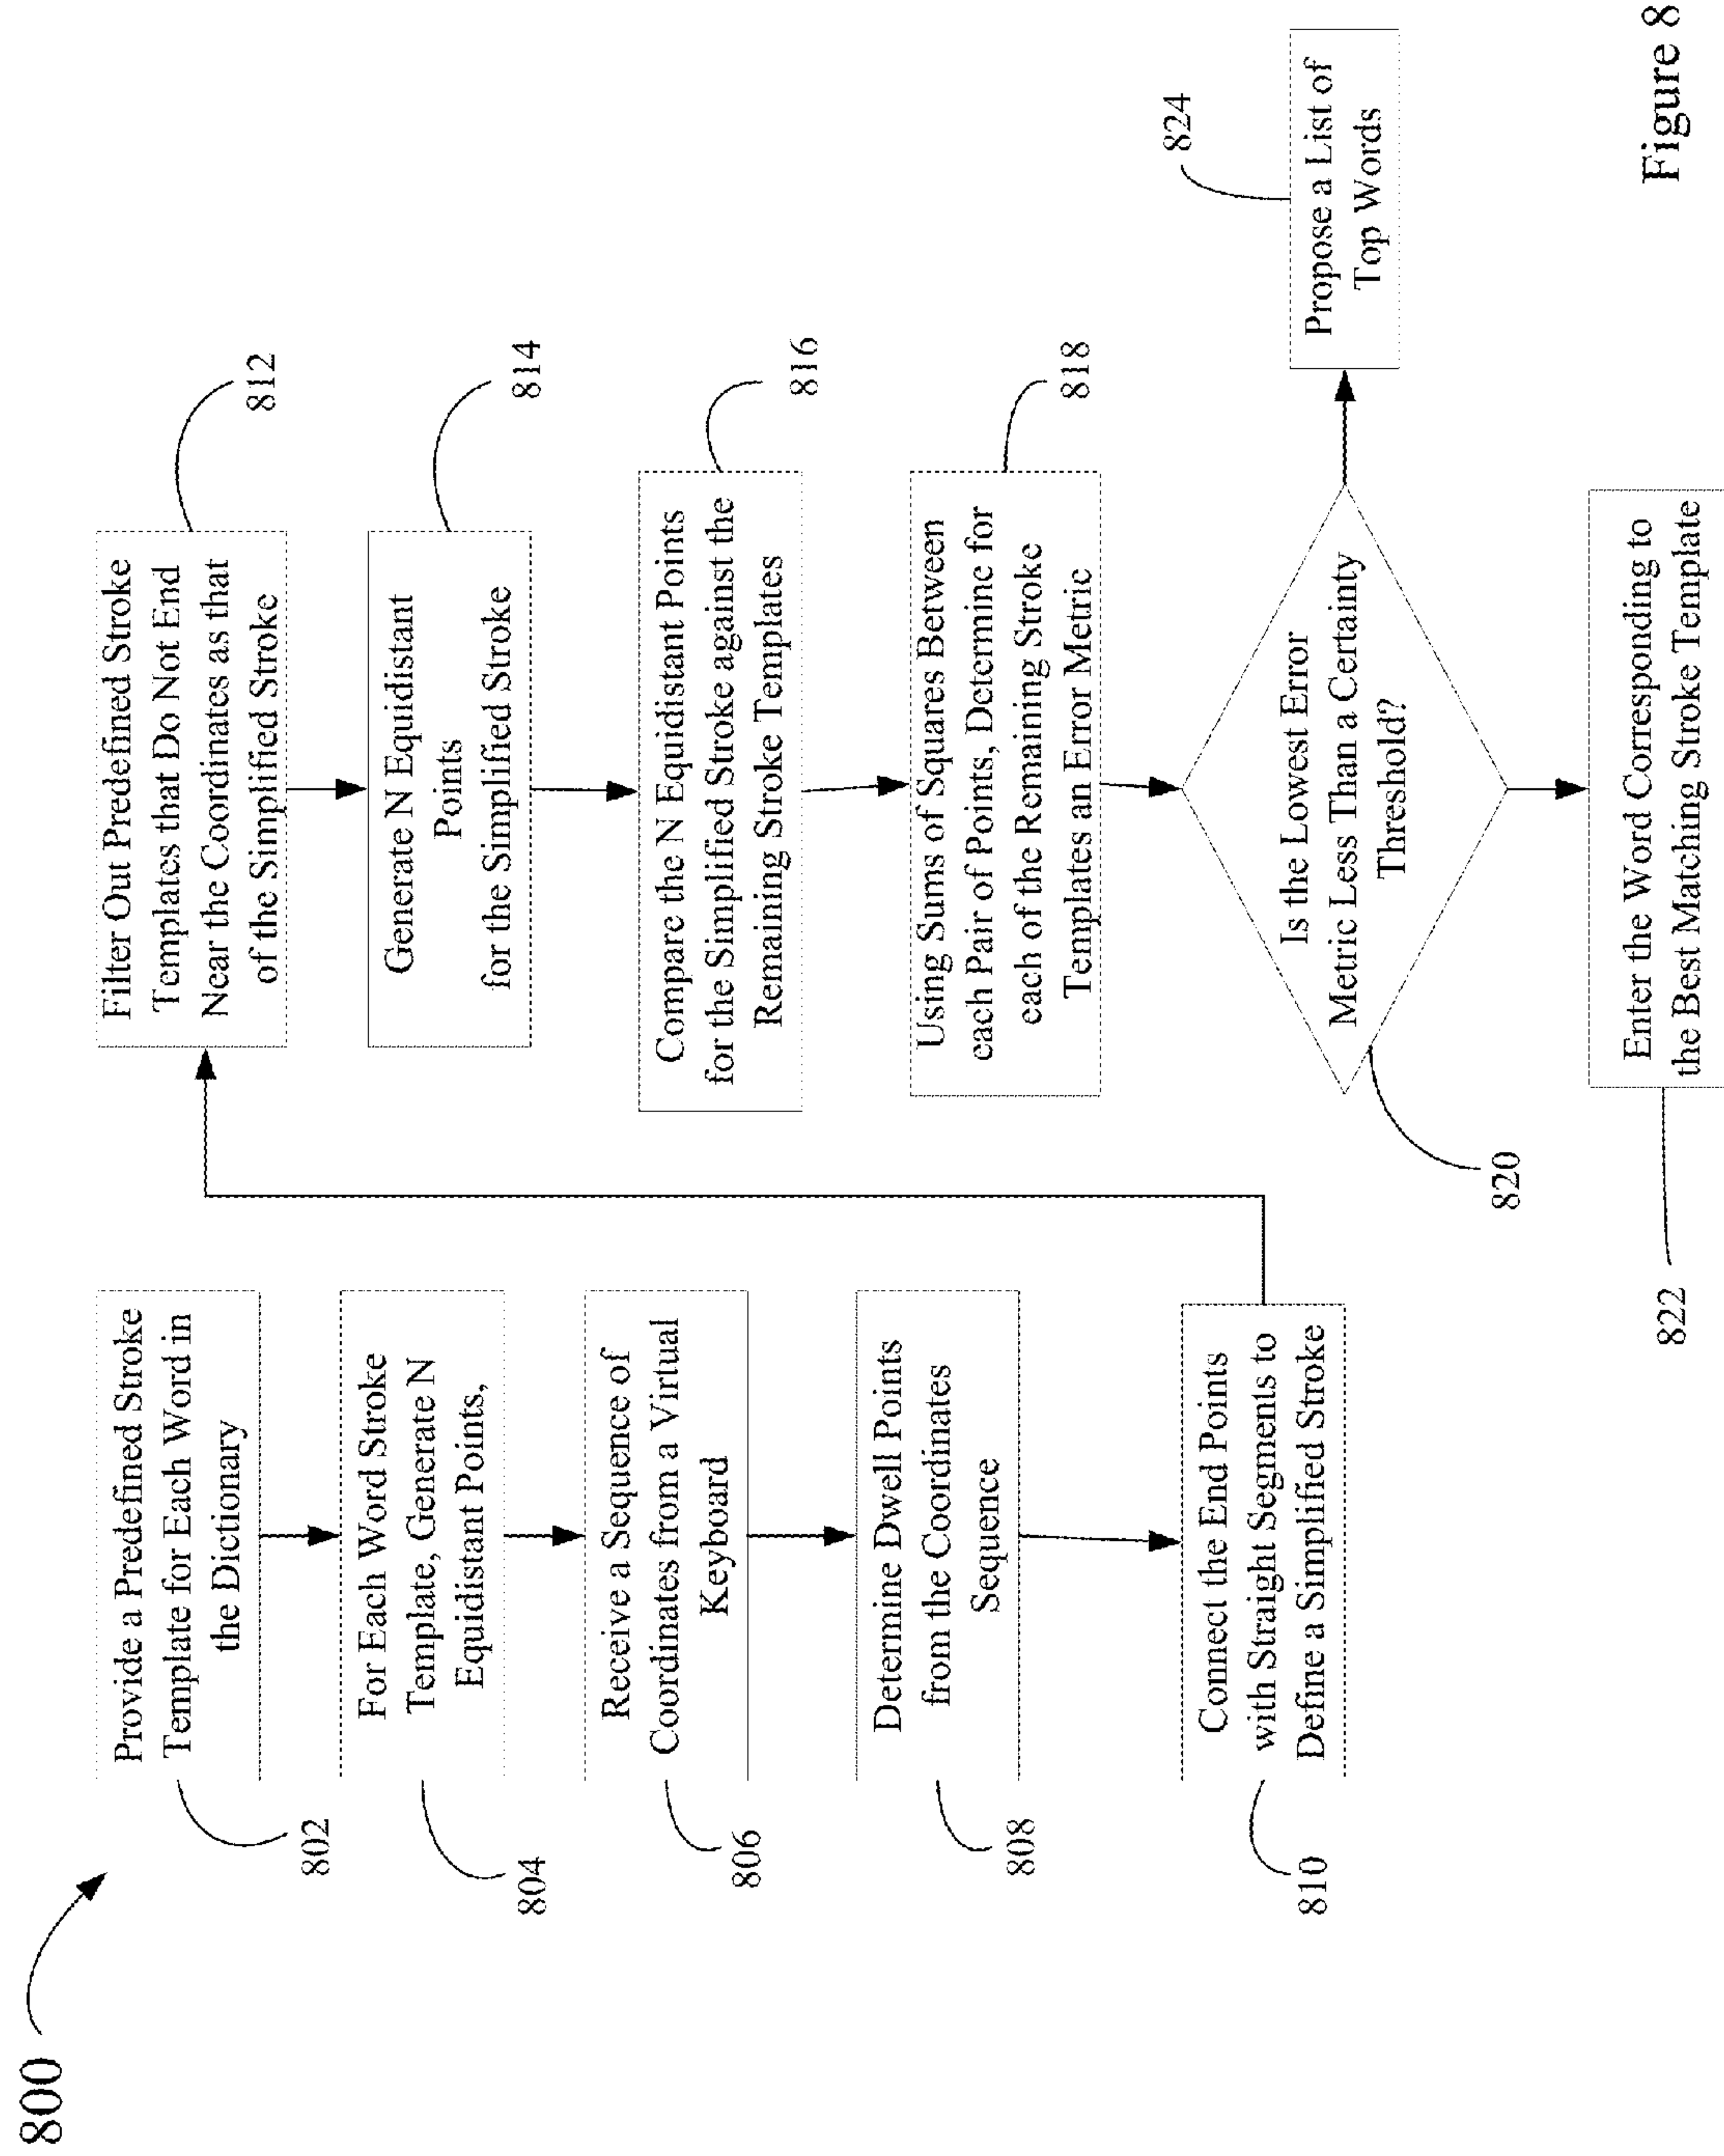 800
Provide a Predefined Stroke
Template for Each Word in
the Dictionary
802
For Each Word Stroke
Template, Generate N
Equidistant Points,
804
Receive a Sequence of
Coordinates from a Virtual
Keyboard
806
Determine Dwell Points
from the Coordinates
Sequence
808
Connect the End Points
with Straight Segments to
Define a Simplified Stroke
810
Filter Out Predefined Stroke
Templates that Do Not End
Near the Coordinates as that
of the Simplified Stroke
812
Generate N Equidistant
Points
for the Simplified Stroke
814
Compare the N Equidistant Points
for the Simplified Stroke against the
Remaining Stroke Templates
816
Using Sums of Squares Between
each Pair of Points, Determine for
each of the Remaining Stroke
Templates an Error Metric
818
Is the Lowest Error
Metric Less Than a Certainty
Threshold?
820
Enter the Word Corresponding to
the Best Matching Stroke Template
822
Propose a List of
Top Words
824
Figure 8